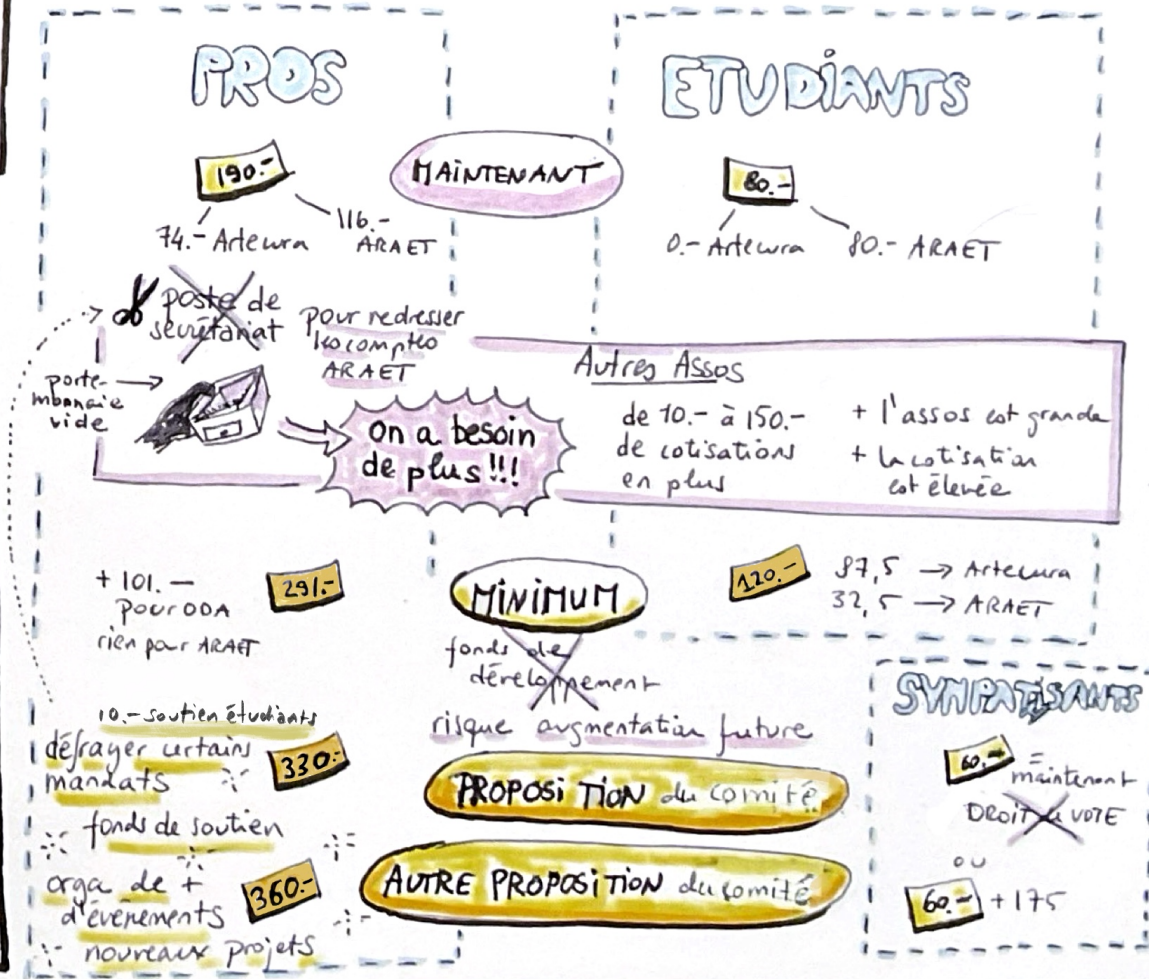 PROS
ETUDIANTS
MAINTENANT
190.-
74.- Artecura
116.-
ARAET
80.-
0.- Artecura
80.- ARAET
poste de
secrétariat
pour redresser
les comptes
ARAET
porte-
monnaie
vide
on a besoin
de plus !!!
Autres Assos
de 10.- à 150.-
de cotisations
en plus
+ l'assos est grande
+ la cotisation
est élevée
+ 101.-
pour ODA
rien pour ARAET
291.-
MINIMUM
120.-
87,5 → Artecura
32,5 → ARAET
fonds de
développement
risque augmentation future
10.- soutien étudiants
défrayer certains
mandats
330.-
fonds de soutien
PROPOSITION du comité
orga de +
d'évènements
nouveaux projets
360.-
AUTRE PROPOSITION du comité
SYMPATISANTS
60.- =
maintenant
DROIT de VOTE
ou
60.- + 175